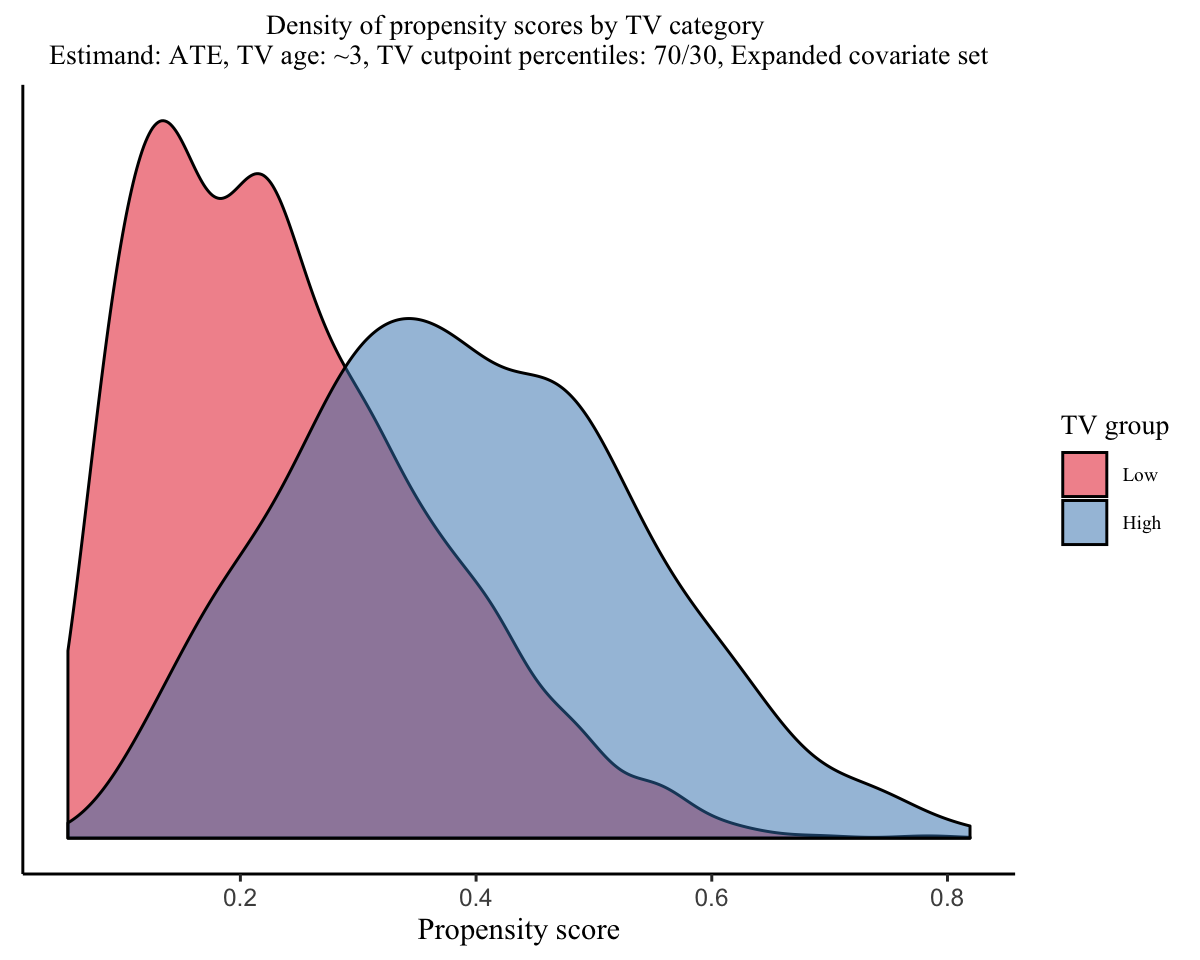 Density of propensity scores by TV category
Estimand: ATE, TV age: ~3, TV cutpoint percentiles: 70/30, Expanded covariate set
TV group
Low
High
0.2
0.4
0.6
0.8
Propensity score